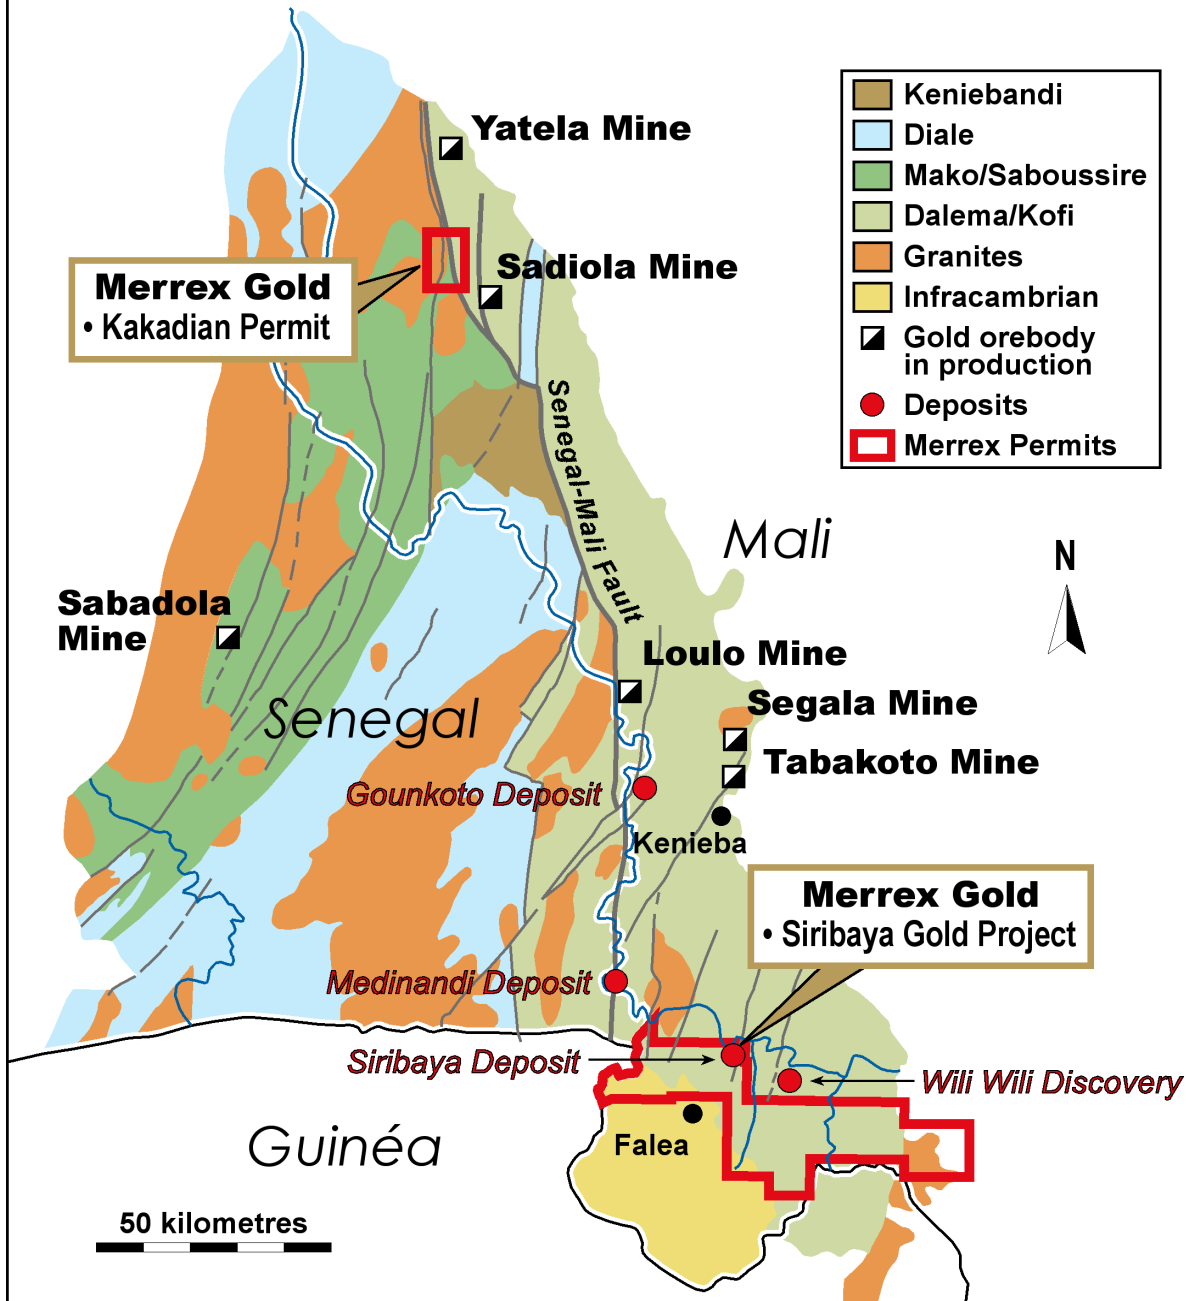 Yatela Mine
Keniebandi
Diale
Mako/Saboussire
Dalema/Kofi
Granites
Infracambrian
Gold orebody
in production
Deposits
Merrex Permits
Sadiola Mine
Merrex Gold
• Kakadian Permit
Senegal-Mali Fault
Mali
N
Sabadola
Mine
Loulo Mine
Senegal
Segala Mine
Tabakoto Mine
Gounkoto Deposit
Kenieba
Merrex Gold
• Siribaya Gold Project
Medinandi Deposit
Siribaya Deposit
Wili Wili Discovery
Guinéa
Falea
50 kilometres